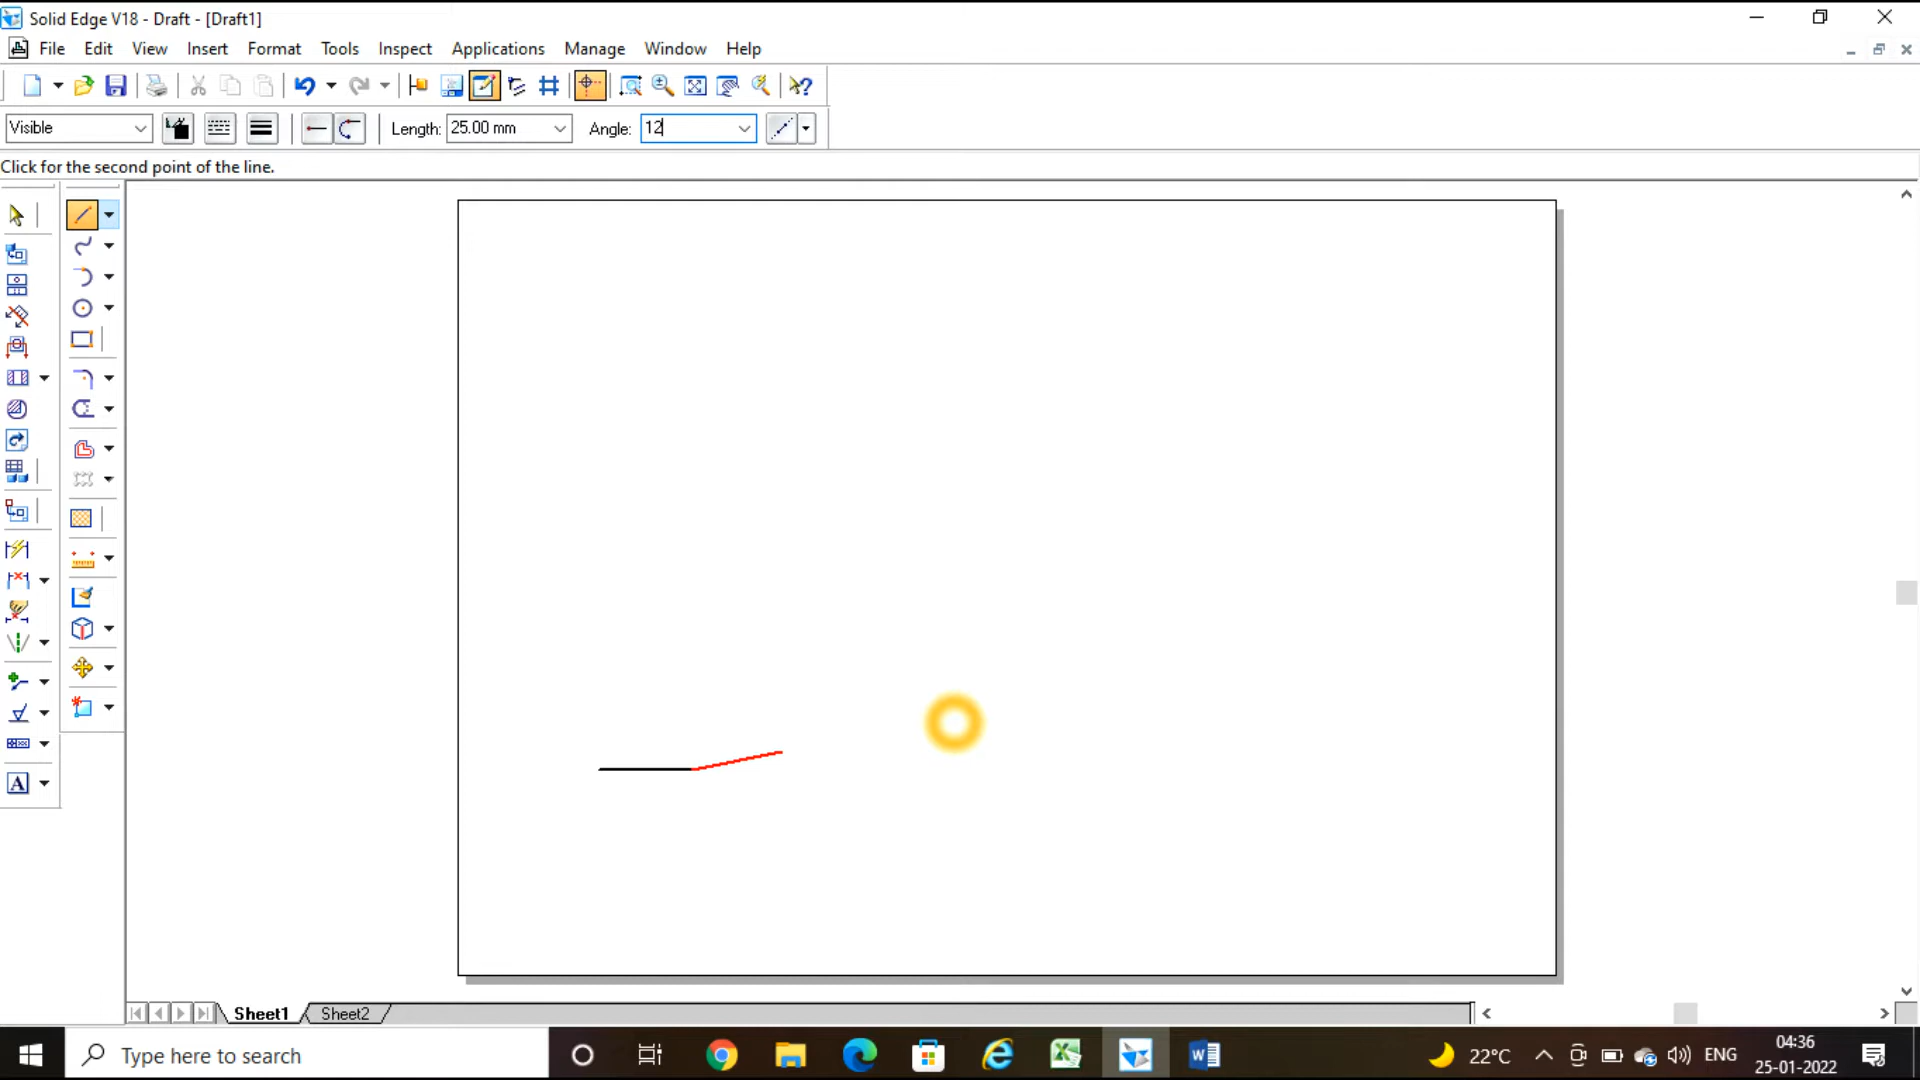 Solid Edge V18 - Draft - [Draft1]
File Edit View Insert Format Tools Inspect Applications Manage Window Help
Visible Length: 25.00 mm Angle: 12
Click for the second point of the line.
A
Sheet1 Sheet2
Type here to search
22°C ENG 04:36
25-01-2022